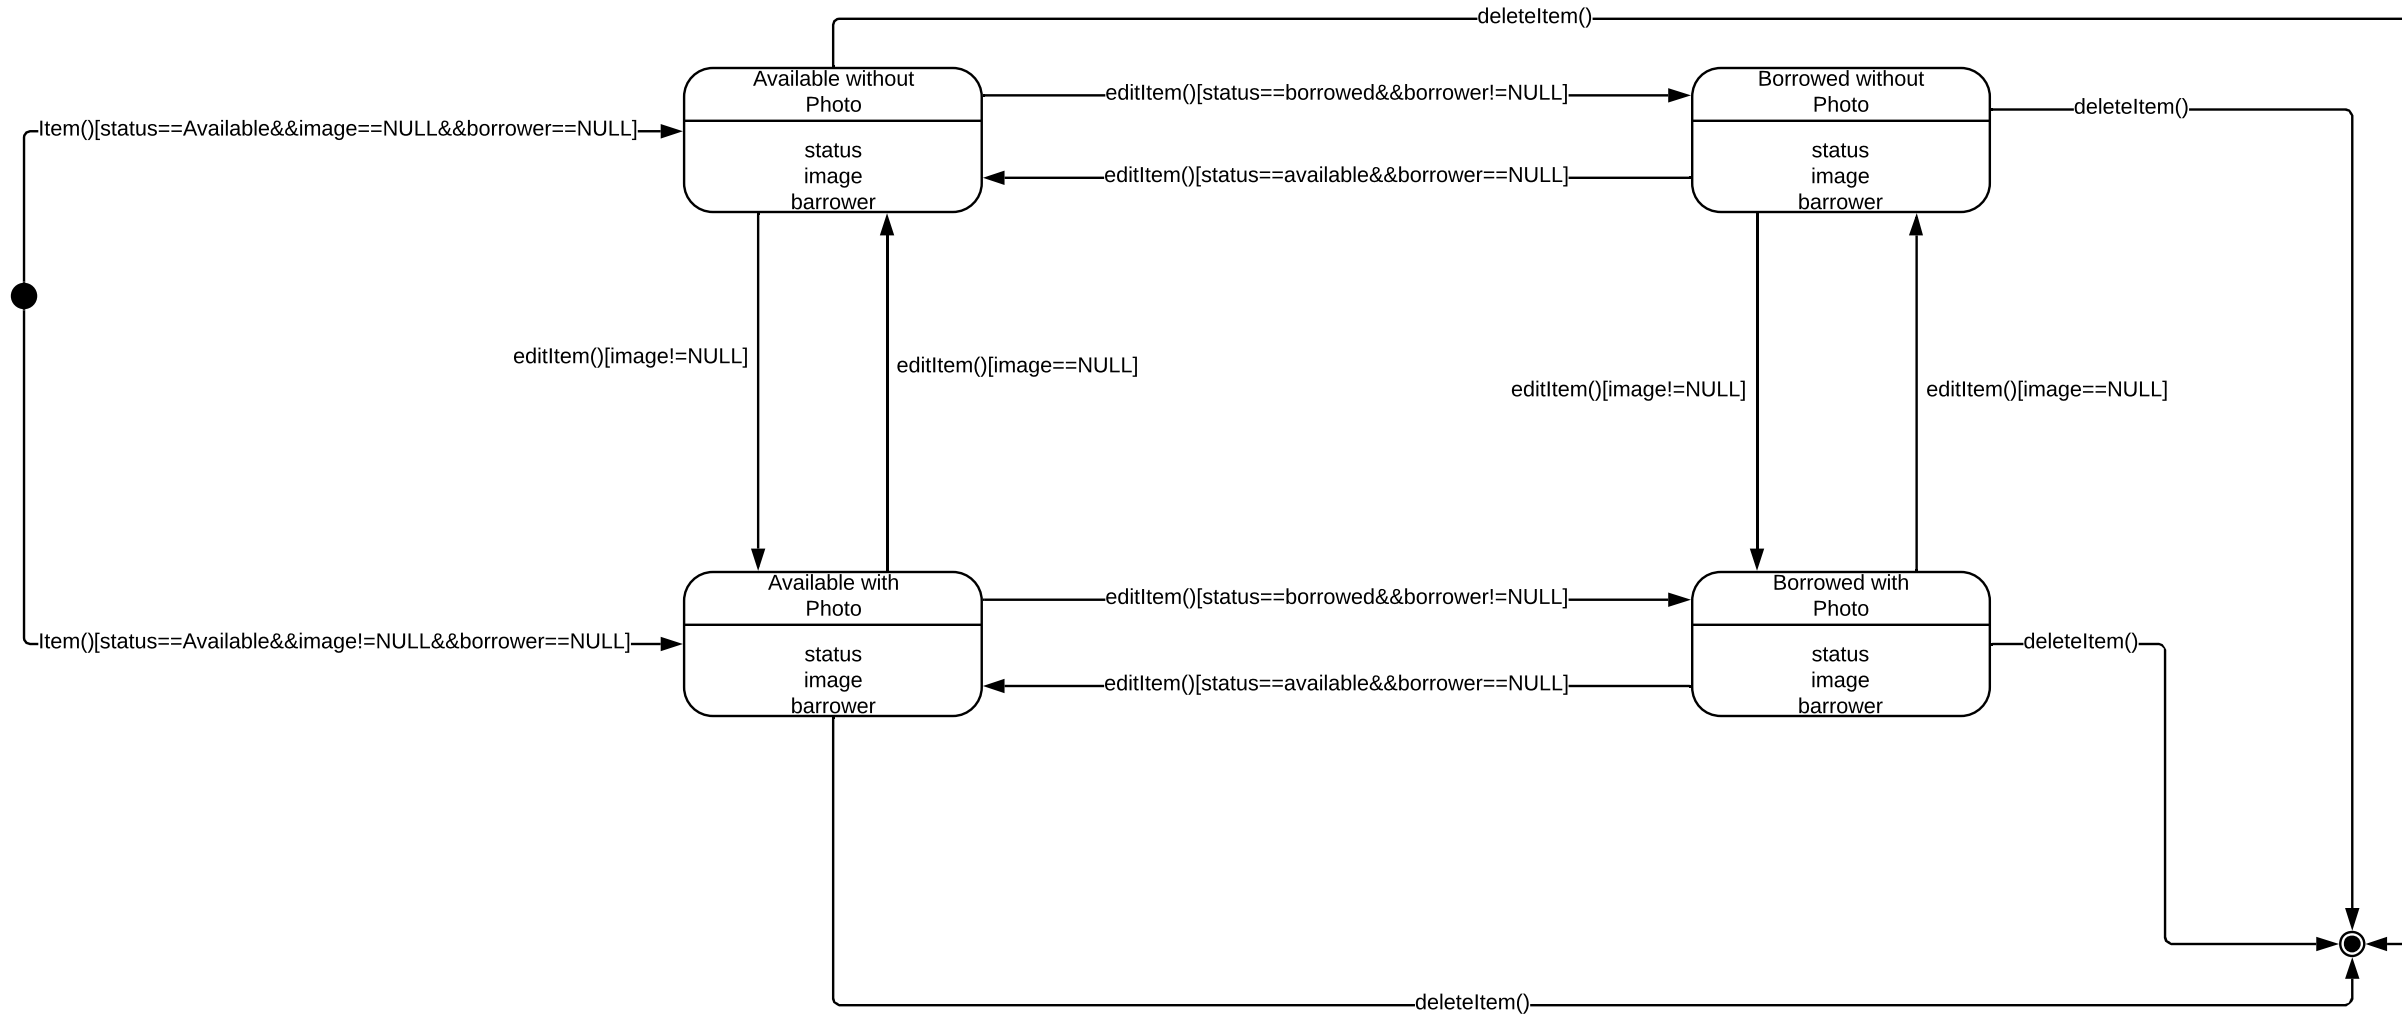 deleteItem()
Available without
Photo
status
image
barrower
editItem()[status==borrowed&&borrower!=NULL]
editItem()[status==available&&borrower==NULL]
Borrowed without
Photo
status
image
barrower
deleteItem()
Item()[status==Available&&image==NULL&&borrower==NULL]
editItem()[image!=NULL]
editItem()[image==NULL]
editItem()[image!=NULL]
editItem()[image==NULL]
Item()[status==Available&&image!=NULL&&borrower==NULL]
Available with
Photo
status
image
barrower
editItem()[status==borrowed&&borrower!=NULL]
editItem()[status==available&&borrower==NULL]
Borrowed with
Photo
status
image
barrower
deleteItem()
deleteItem()